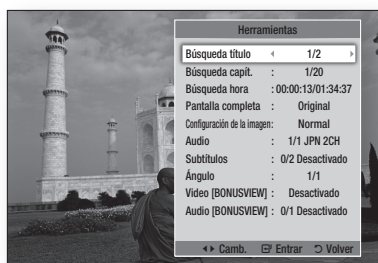 Herramientas
Búsqueda título ◂ 1/2 ▸
Búsqueda capít. : 1/20
Búsqueda hora : 00:00:13/01:34:37
Pantalla completa : Original
Configuración de la imagen: Normal
Audio : 1/1 JPN 2CH
Subtítulos : 0/2 Desactivado
Ángulo : 1/1
Video [BONUSVIEW] : Desactivado
Audio [BONUSVIEW] : 0/1 Desactivado
◂▸ Camb. Entrar Volver